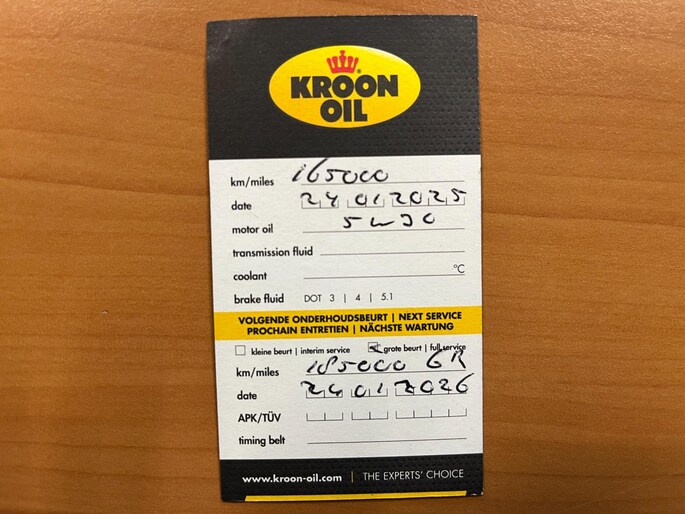 KROON
OIL
km/miles 165000
date 24 01 2025
motor oil 5W30
transmission fluid
coolant °C
brake fluid DOT 3 | 4 | 5.1
VOLGENDE ONDERHOUDSBEURT | NEXT SERVICE
PROCHAIN ENTRETIEN | NÄCHSTE WARTUNG
kleine beurt | interim service grote beurt | full service
km/miles 185000 GR
date 24 01 2026
APK/TÜV
timing belt
www.kroon-oil.com | THE EXPERTS' CHOICE